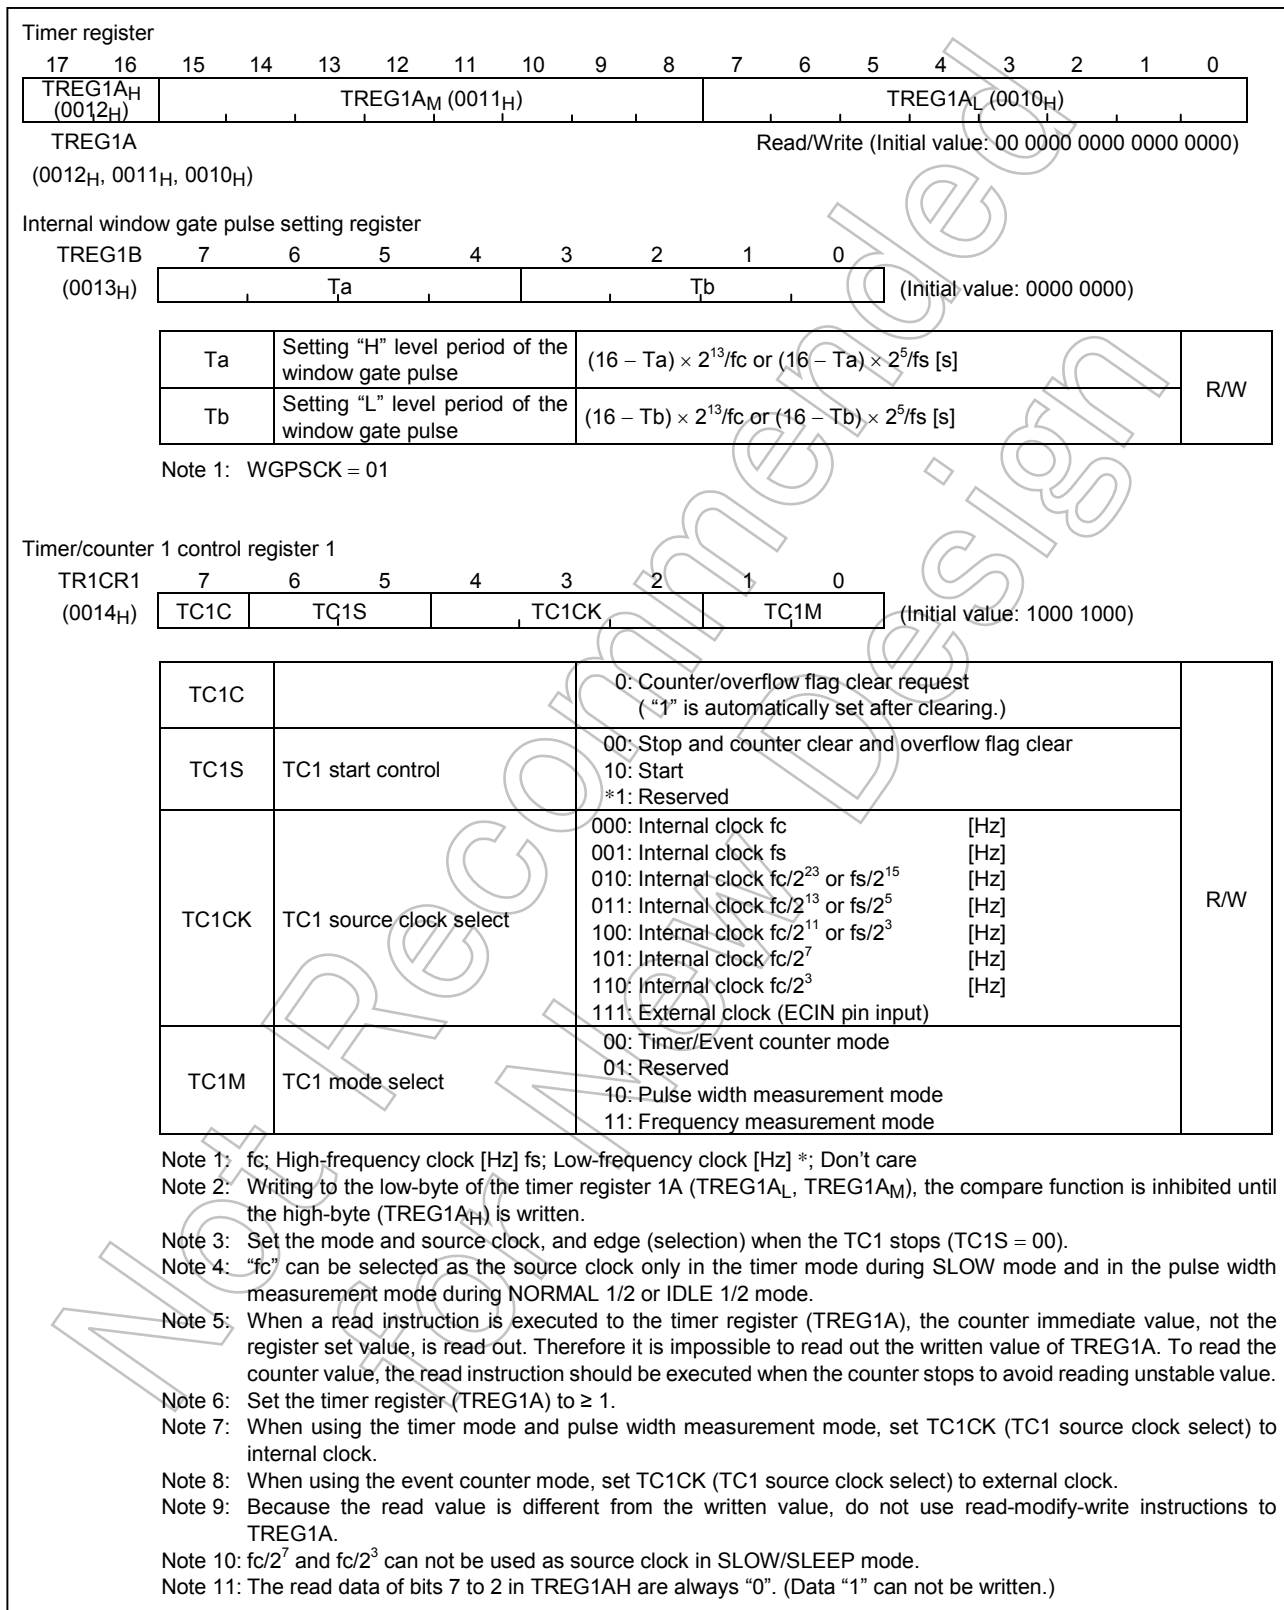 Timer register
17 16 15 14 13 12 11 10 9 8 7 6 5 4 3 2 1 0
TREG1AH (0012H) TREG1AM (0011H) TREG1AL (0010H)
TREG1A Read/Write (Initial value: 00 0000 0000 0000 0000)
(0012H, 0011H, 0010H)
Internal window gate pulse setting register
TREG1B 7 6 5 4 3 2 1 0
(0013H) Ta Tb (Initial value: 0000 0000)
Ta Setting “H” level period of the window gate pulse (16 − Ta) × 2^13/fc or (16 − Ta) × 2^5/fs [s] R/W
Tb Setting “L” level period of the window gate pulse (16 − Tb) × 2^13/fc or (16 − Tb) × 2^5/fs [s]
Note 1: WGPSCK = 01
Timer/counter 1 control register 1
TR1CR1 7 6 5 4 3 2 1 0
(0014H) TC1C TC1S TC1CK TC1M (Initial value: 1000 1000)
TC1C 0: Counter/overflow flag clear request
( “1” is automatically set after clearing.)
TC1S TC1 start control 00: Stop and counter clear and overflow flag clear
10: Start
*1: Reserved
TC1CK TC1 source clock select 000: Internal clock fc [Hz]
001: Internal clock fs [Hz]
010: Internal clock fc/2^23 or fs/2^15 [Hz]
011: Internal clock fc/2^13 or fs/2^5 [Hz]
100: Internal clock fc/2^11 or fs/2^3 [Hz]
101: Internal clock fc/2^7 [Hz]
110: Internal clock fc/2^3 [Hz]
111: External clock (ECIN pin input)
R/W
TC1M TC1 mode select 00: Timer/Event counter mode
01: Reserved
10: Pulse width measurement mode
11: Frequency measurement mode
Note 1: fc; High-frequency clock [Hz] fs; Low-frequency clock [Hz] *; Don’t care
Note 2: Writing to the low-byte of the timer register 1A (TREG1AL, TREG1AM), the compare function is inhibited until
the high-byte (TREG1AH) is written.
Note 3: Set the mode and source clock, and edge (selection) when the TC1 stops (TC1S = 00).
Note 4: “fc” can be selected as the source clock only in the timer mode during SLOW mode and in the pulse width
measurement mode during NORMAL 1/2 or IDLE 1/2 mode.
Note 5: When a read instruction is executed to the timer register (TREG1A), the counter immediate value, not the
register set value, is read out. Therefore it is impossible to read out the written value of TREG1A. To read the
counter value, the read instruction should be executed when the counter stops to avoid reading unstable value.
Note 6: Set the timer register (TREG1A) to ≥ 1.
Note 7: When using the timer mode and pulse width measurement mode, set TC1CK (TC1 source clock select) to
internal clock.
Note 8: When using the event counter mode, set TC1CK (TC1 source clock select) to external clock.
Note 9: Because the read value is different from the written value, do not use read-modify-write instructions to
TREG1A.
Note 10: fc/2^7 and fc/2^3 can not be used as source clock in SLOW/SLEEP mode.
Note 11: The read data of bits 7 to 2 in TREG1AH are always “0”. (Data “1” can not be written.)
Not Recommended
for New Design